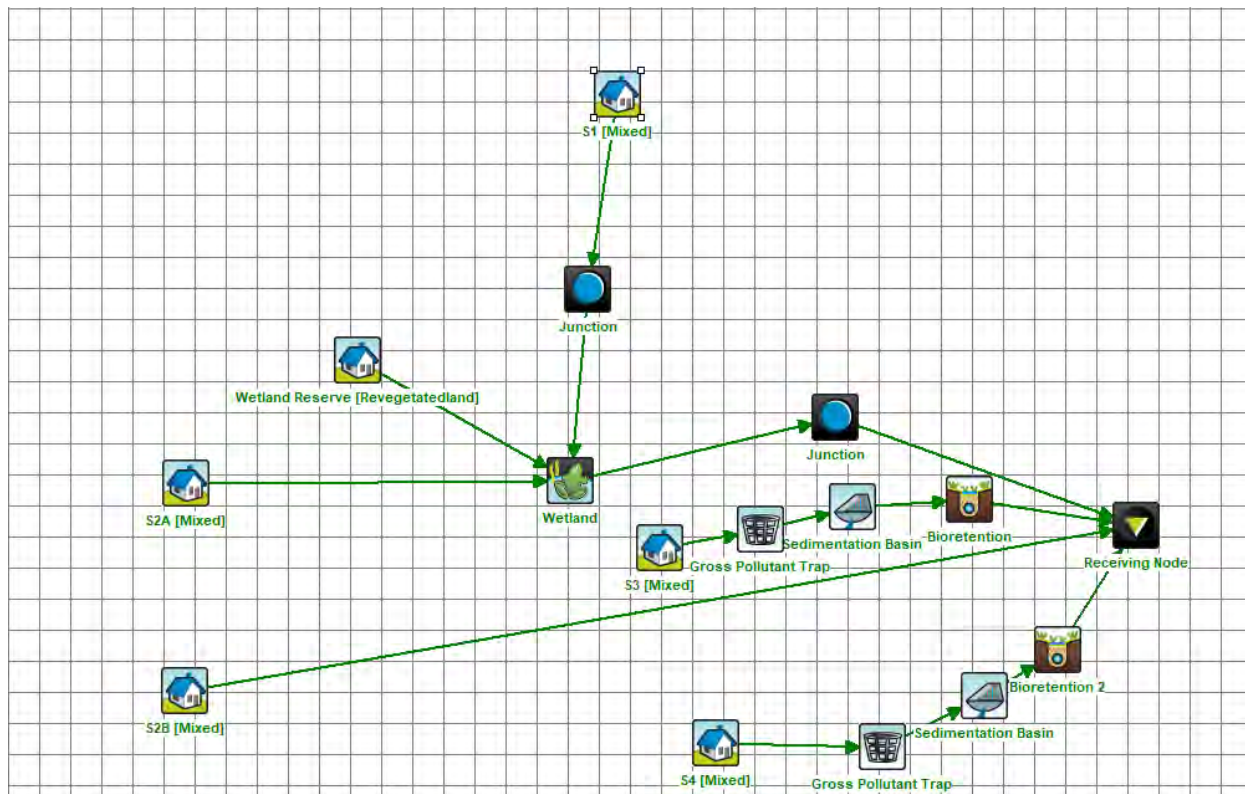 S1 [Mixed]
Junction
Wetland Reserve [Revegetatedland]
Junction
S2A [Mixed]
Wetland
Sedimentation Basin
Bioretention
Gross Pollutant Trap
Receiving Node
S3 [Mixed]
Bioretention 2
S2B [Mixed]
Sedimentation Basin
S4 [Mixed]
Gross Pollutant Trap